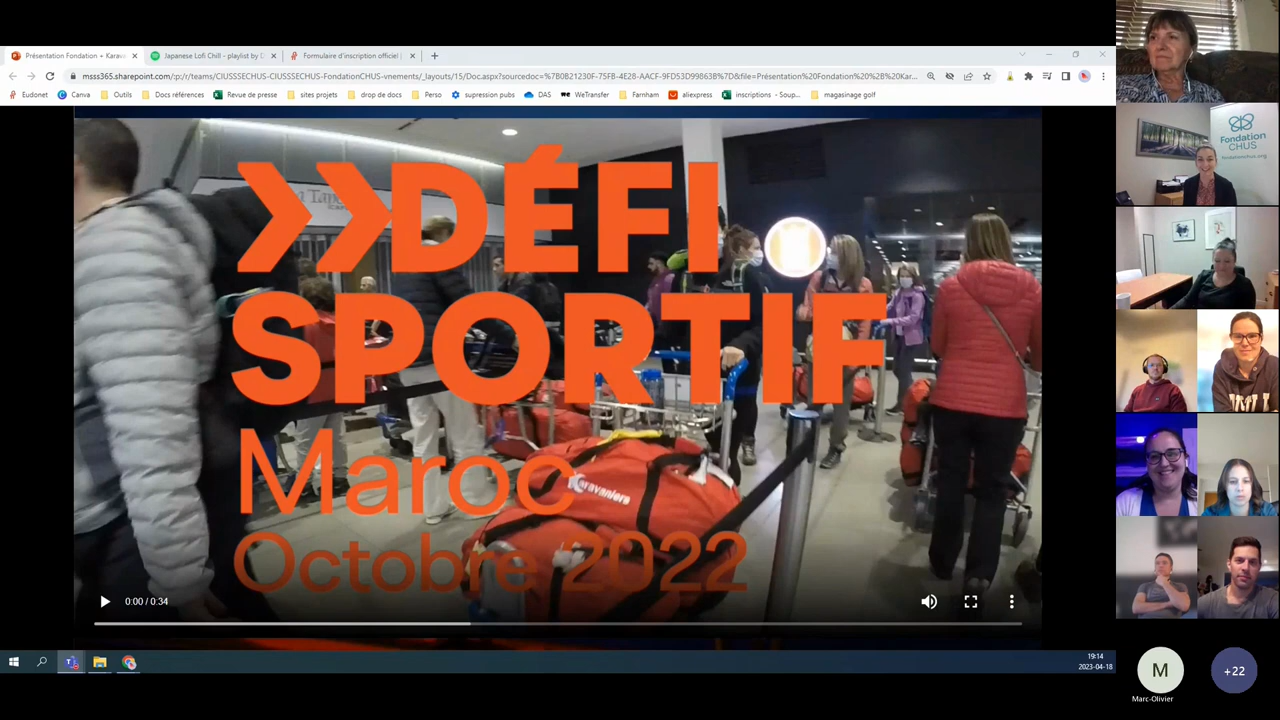 Présentation Fondation + Karav
Japanese Lofi Chill - playlist by
Formulaire d'inscription officiel |
msss365.sharepoint.com/:p:/r/teams/CIUSSSECHUS-CIUSSSECHUS-FondationCHUS-vnements/_layouts/15/Doc.aspx?sourcedoc=%7B0B21230F-75FB-4E28-AACF-9FD53D99863B%7D&file=Présentation%20Fondation%20%2B%20Kar...
Eudonet
Canva
Outils
Docs références
Revue de presse
sites projets
drop de docs
Perso
supression pubs
DAS
WeTransfer
Farnham
aliexpress
inscriptions - Soup...
magasinage golf
DÉFI
SPORTIF
Maroc
Octobre 2022
Karavaniers
0:00 / 0:34
19:14
2023-04-18
Fondation
CHUS
fondationchus.org
M
Marc-Olivier
+22